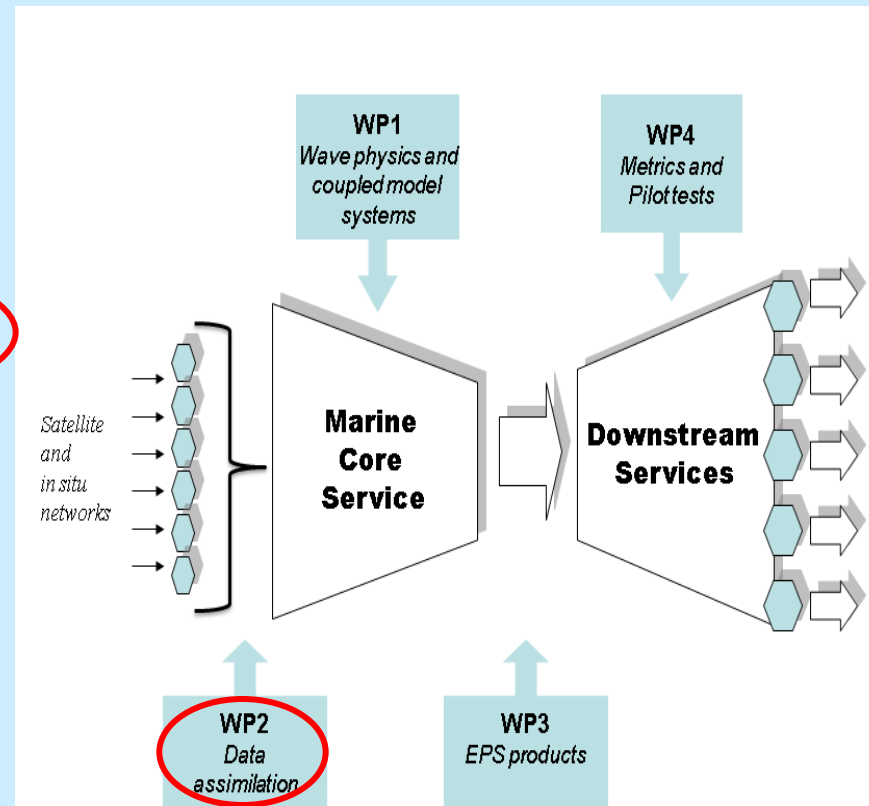 WP1
Wave physics and
coupled model
systems
WP4
Metrics and
Pilot tests
Satellite
and
in situ
networks
Marine
Core
Service
Downstream
Services
WP2
Data
assimilation
WP3
EPS products